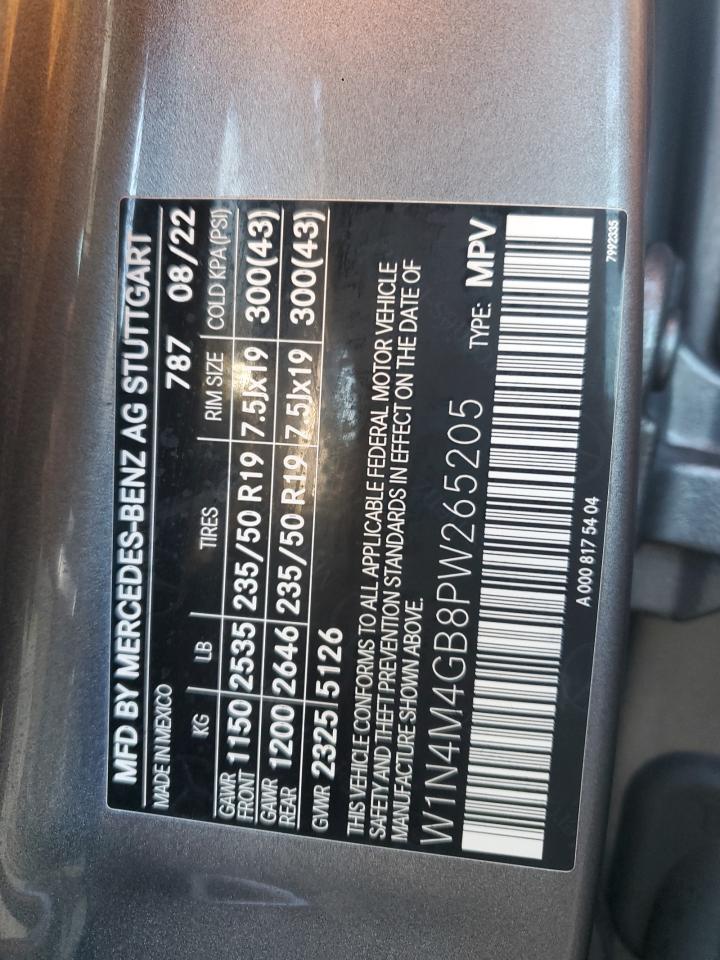 MFD BY MERCEDES-BENZ AG STUTTGART
MADE IN MEXICO 787 08/22
KG LB TIRES RIM SIZE COLD KPA (PSI)
GAWR FRONT 1150 2535 235/50 R19 7.5Jx19 300(43)
GAWR REAR 1200 2646 235/50 R19 7.5Jx19 300(43)
GVWR 2325 5126
THIS VEHICLE CONFORMS TO ALL APPLICABLE FEDERAL MOTOR VEHICLE
SAFETY AND THEFT PREVENTION STANDARDS IN EFFECT ON THE DATE OF
MANUFACTURE SHOWN ABOVE.
W1N4M4GB8PW265205 TYPE: MPV
A 000 817 54 04 7992335